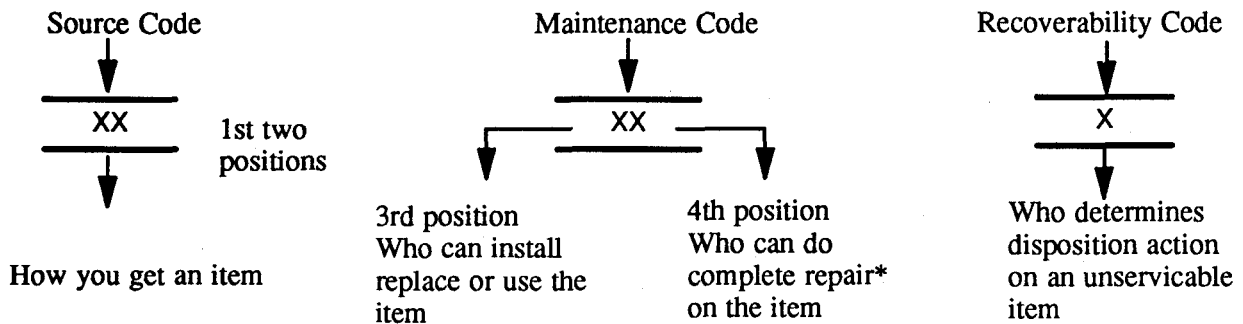 Source Code
XX
1st two
positions
How you get an item
Maintenance Code
XX
3rd position
Who can install
replace or use the
item
4th position
Who can do
complete repair*
on the item
Recoverability Code
X
Who determines
disposition action
on an unservicable
item